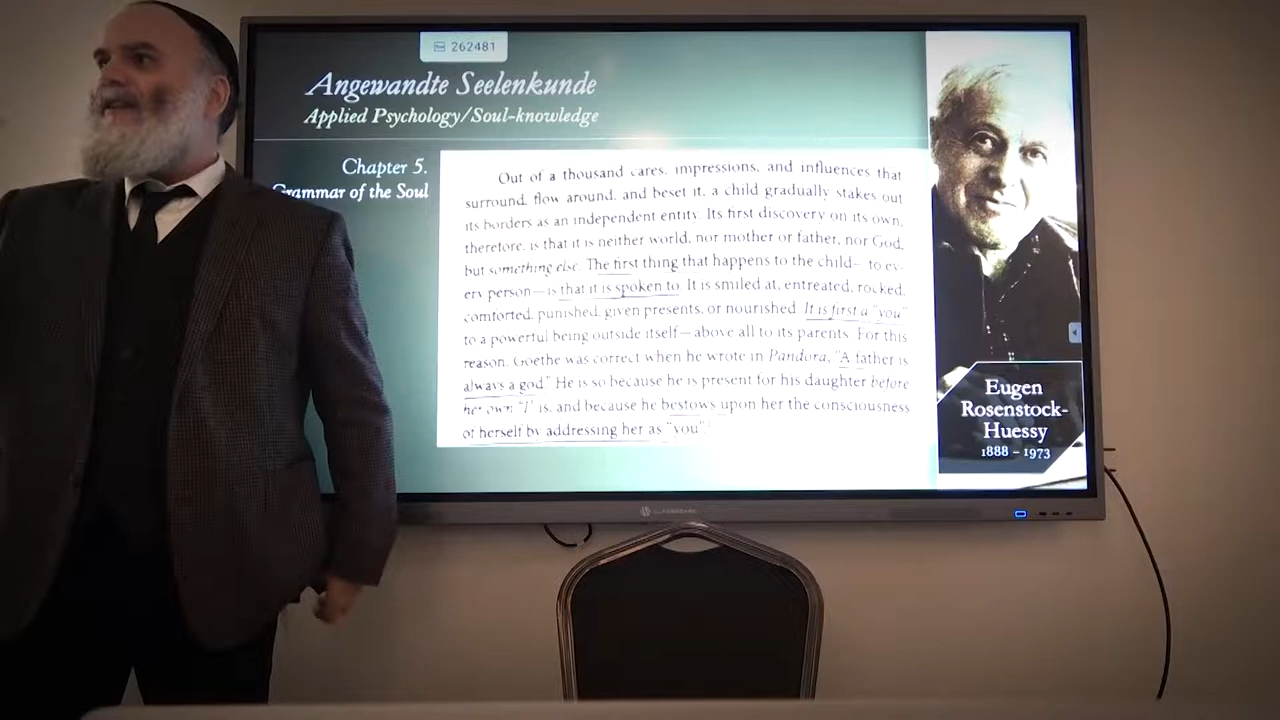 262481
Angewandte Seelenkunde
Applied Psychology/Soul-knowledge
Chapter 5.
Grammar of the Soul
Out of a thousand cares, impressions, and influences that
surround, flow around, and beset it, a child gradually stakes out
its borders as an independent entity. Its first discovery on its own,
therefore, is that it is neither world, nor mother or father, nor God,
but something else. The first thing that happens to the child—to ev-
ery person—is that it is spoken to. It is smiled at, entreated, rocked,
comforted, punished, given presents, or nourished. It is first a "you"
to a powerful being outside itself—above all to its parents. For this
reason, Goethe was correct when he wrote in Pandora, "A father is
always a god." He is so because he is present for his daughter before
her own "I" is, and because he bestows upon her the consciousness
of herself by addressing her as "you".
Eugen
Rosenstock-
Huessy
1888 – 1973